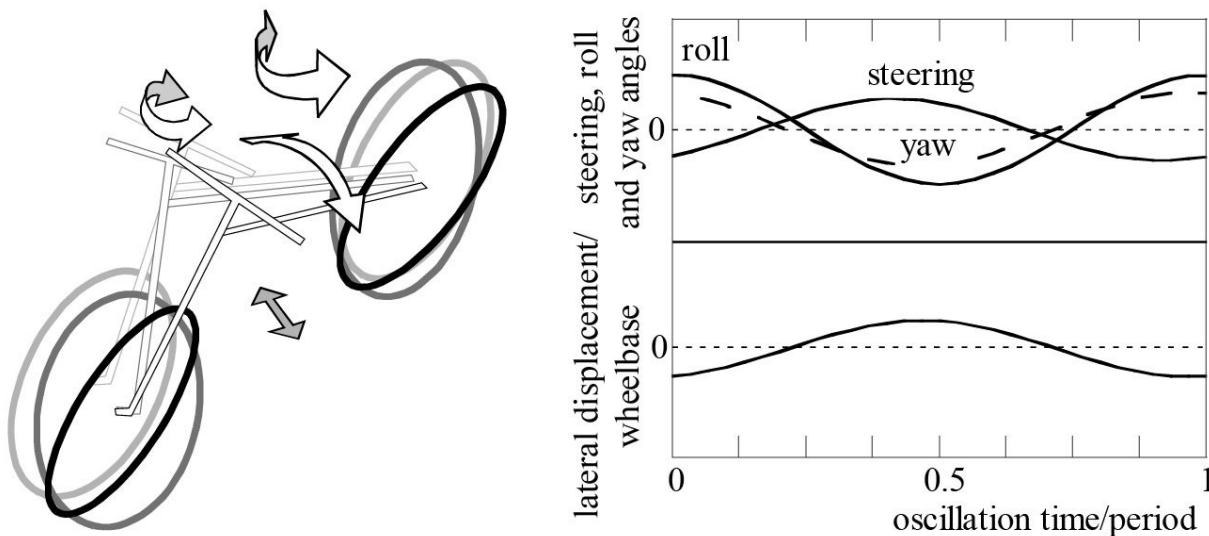 roll
steering
yaw
steering, roll
and yaw angles
0
lateral displacement/
wheelbase
0
0
0.5
1
oscillation time/period